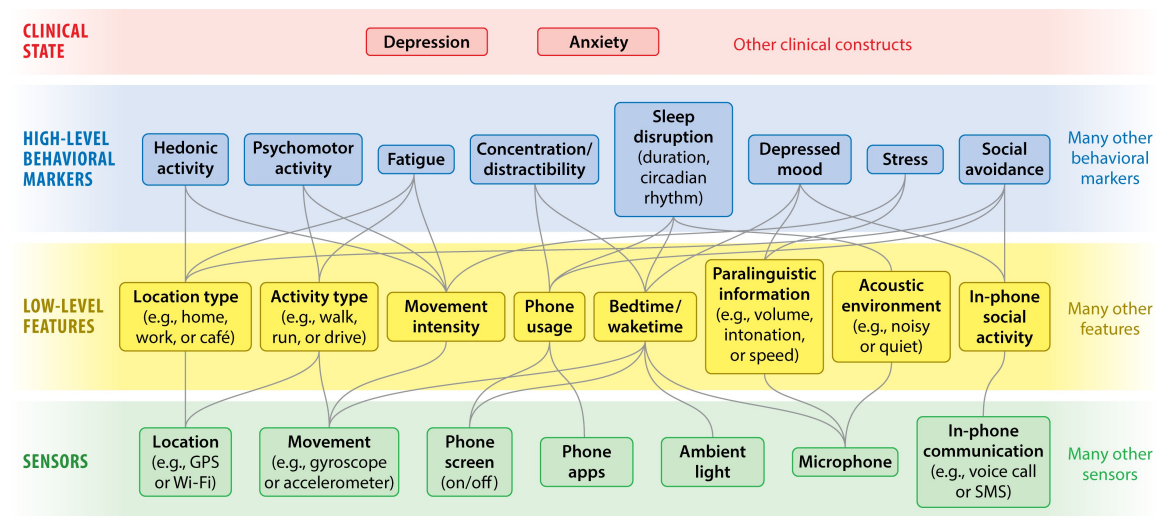 CLINICAL
STATE
Depression
Anxiety
Other clinical constructs
HIGH-LEVEL
BEHAVIORAL
MARKERS
Hedonic
activity
Psychomotor
activity
Fatigue
Concentration/
distractibility
Sleep
disruption
(duration,
circadian
rhythm)
Depressed
mood
Stress
Social
avoidance
Many other
behavioral
markers
LOW-LEVEL
FEATURES
Location type
(e.g., home,
work, or café)
Activity type
(e.g., walk,
run, or drive)
Movement
intensity
Phone
usage
Bedtime/
waketime
Paralinguistic
information
(e.g., volume,
intonation,
or speed)
Acoustic
environment
(e.g., noisy
or quiet)
In-phone
social
activity
Many other
features
SENSORS
Location
(e.g., GPS
or Wi-Fi)
Movement
(e.g., gyroscope
or accelerometer)
Phone
screen
(on/off)
Phone
apps
Ambient
light
Microphone
In-phone
communication
(e.g., voice call
or SMS)
Many other
sensors